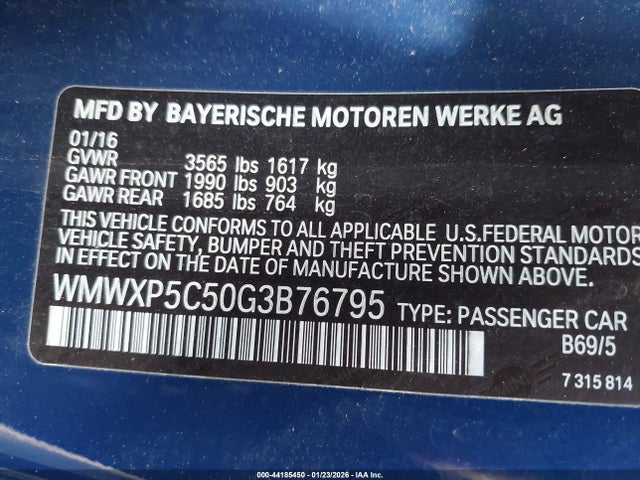 MFD BY BAYERISCHE MOTOREN WERKE AG
01/16
GVWR 3565 lbs 1617 kg
GAWR FRONT 1990 lbs 903 kg
GAWR REAR 1685 lbs 764 kg
THIS VEHICLE CONFORMS TO ALL APPLICABLE U.S.FEDERAL MOTOR
VEHICLE SAFETY, BUMPER AND THEFT PREVENTION STANDARDS
IN EFFECT ON THE DATE OF MANUFACTURE SHOWN ABOVE.
WMWXP5C50G3B76795 TYPE: PASSENGER CAR
B69/5
7 315 814
000-44185450 - 01/23/2026 - IAA Inc.